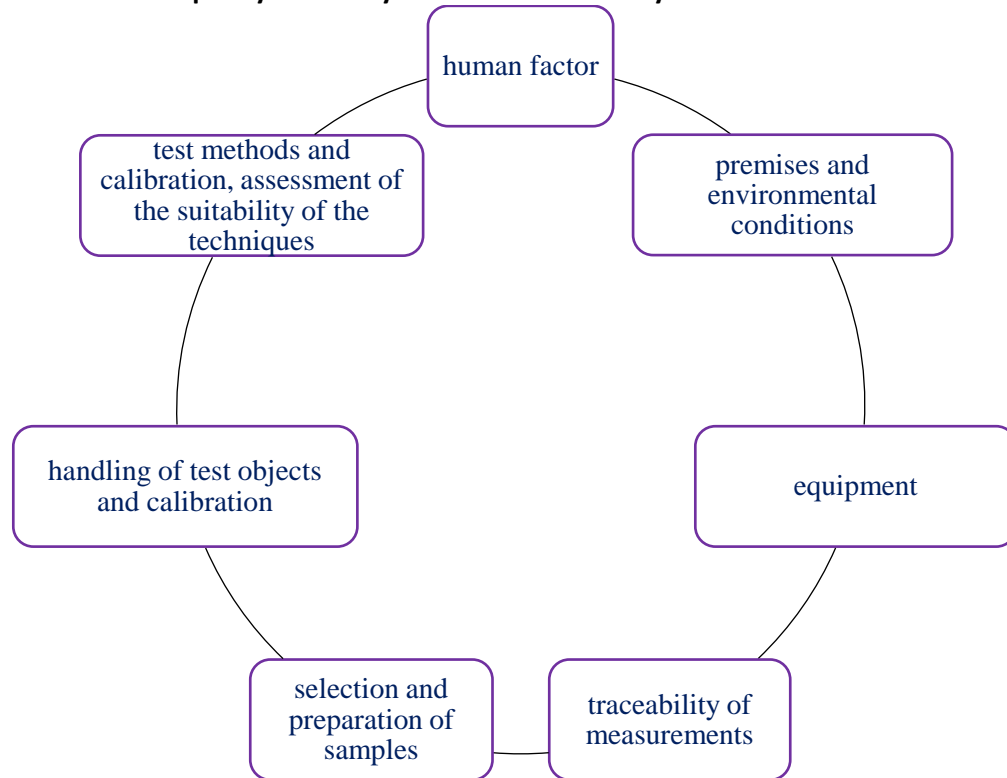 human factor
premises and
environmental
conditions
equipment
traceability of
measurements
selection and
preparation of
samples
handling of test objects
and calibration
test methods and
calibration, assessment of
the suitability of the
techniques